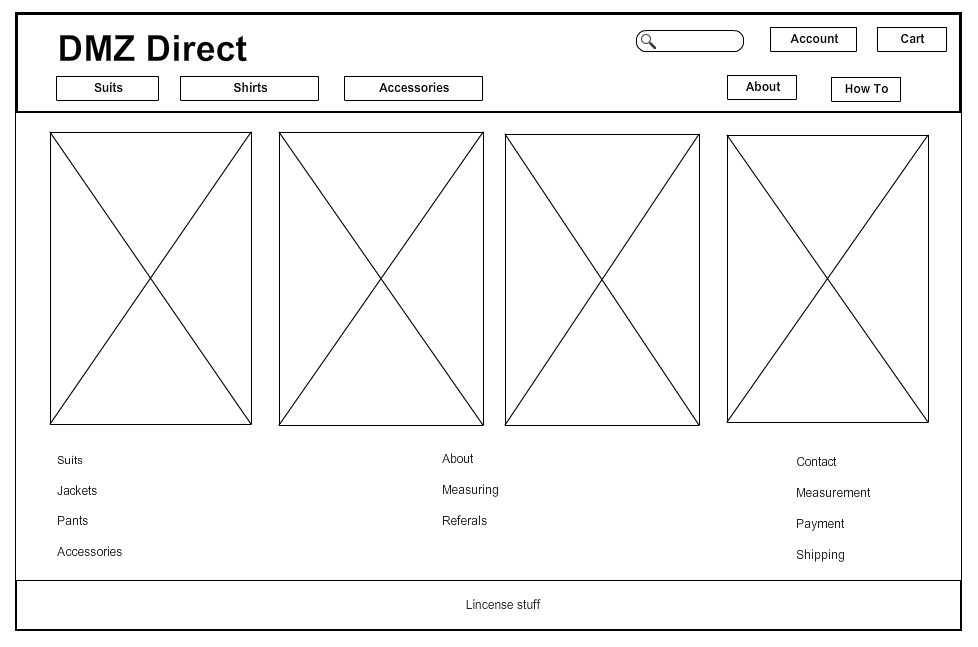 DMZ Direct
Account
Cart
Suits
Shirts
Accessories
About
How To
Suits
Jackets
Pants
Accessories
About
Measuring
Referals
Contact
Measurement
Payment
Shipping
Lincense stuff